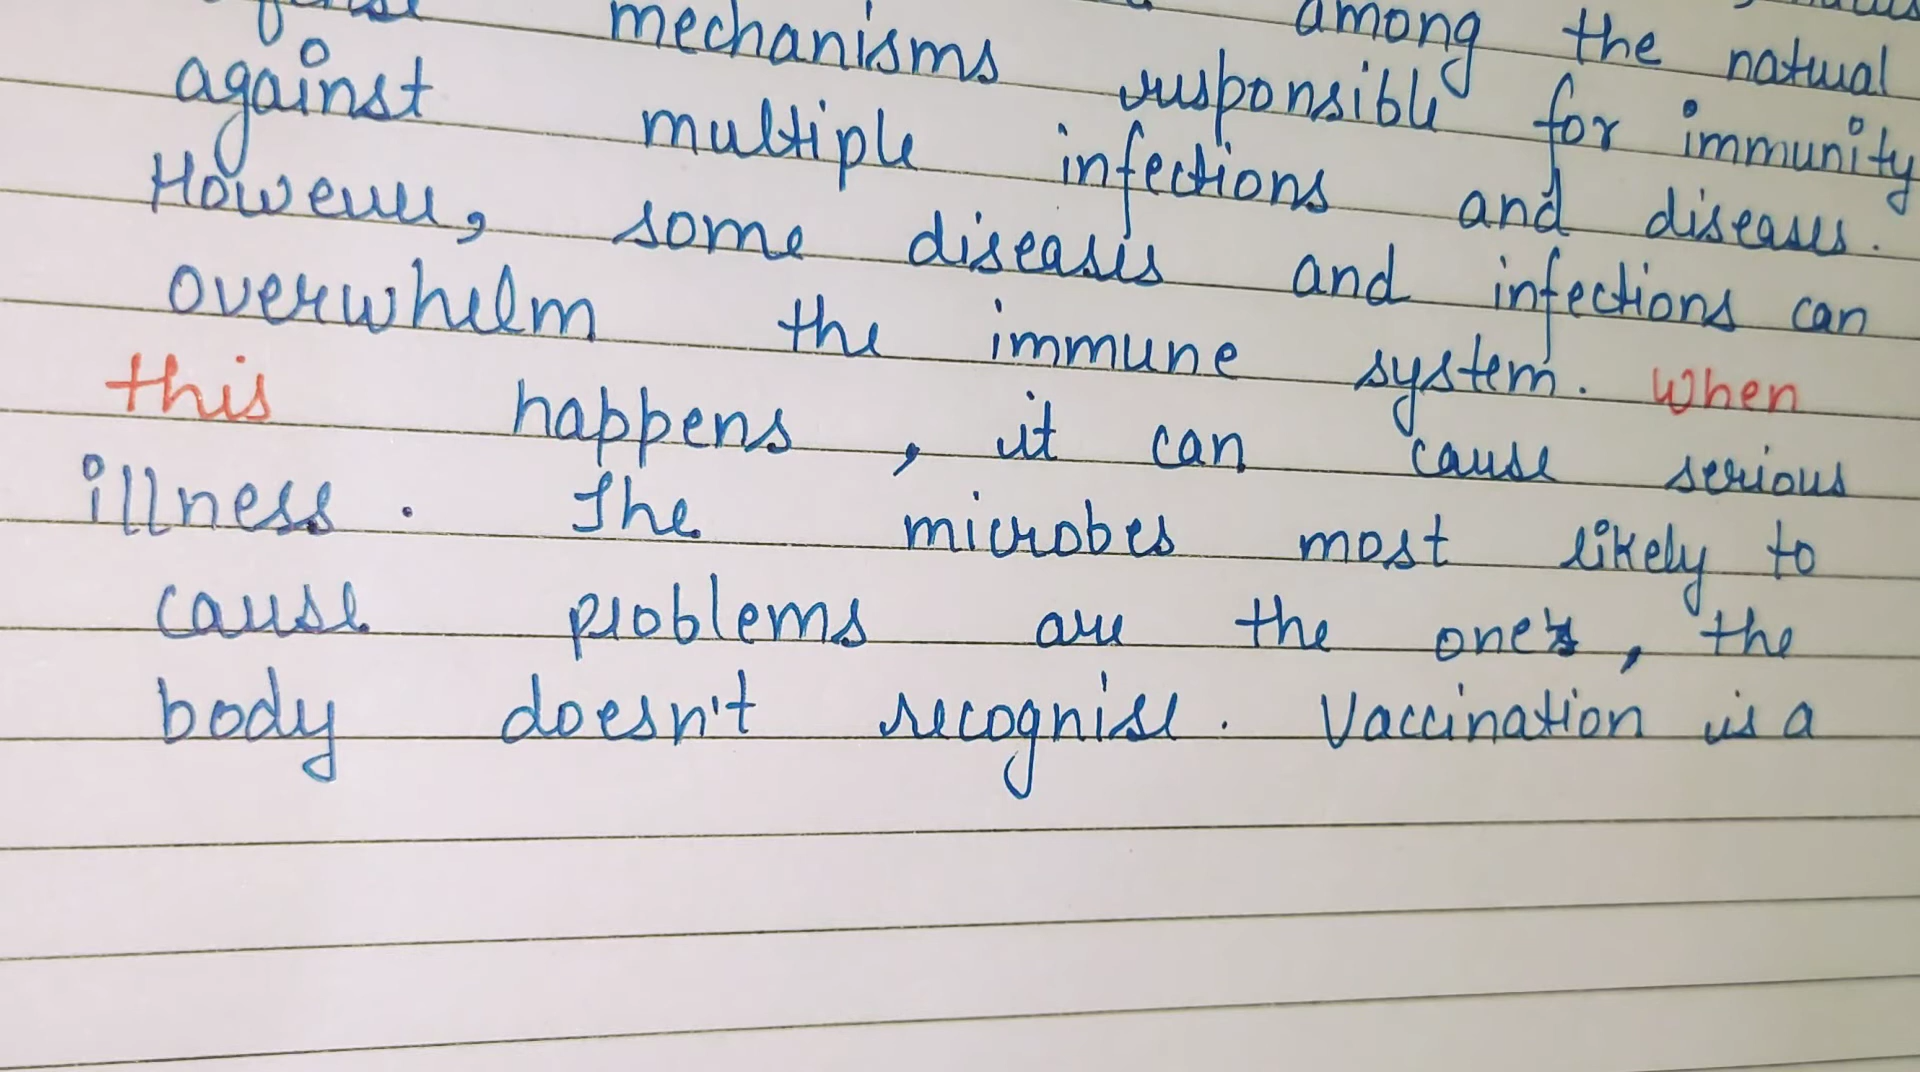 among the natural
mechanisms responsible for immunity
against multiple infections and diseases.
However, some diseases and infections can
overwhelm the immune system. When
this happens, it can cause serious
illness. The microbes most likely to
cause problems are the one's, the
body doesn't recognise. Vaccination is a